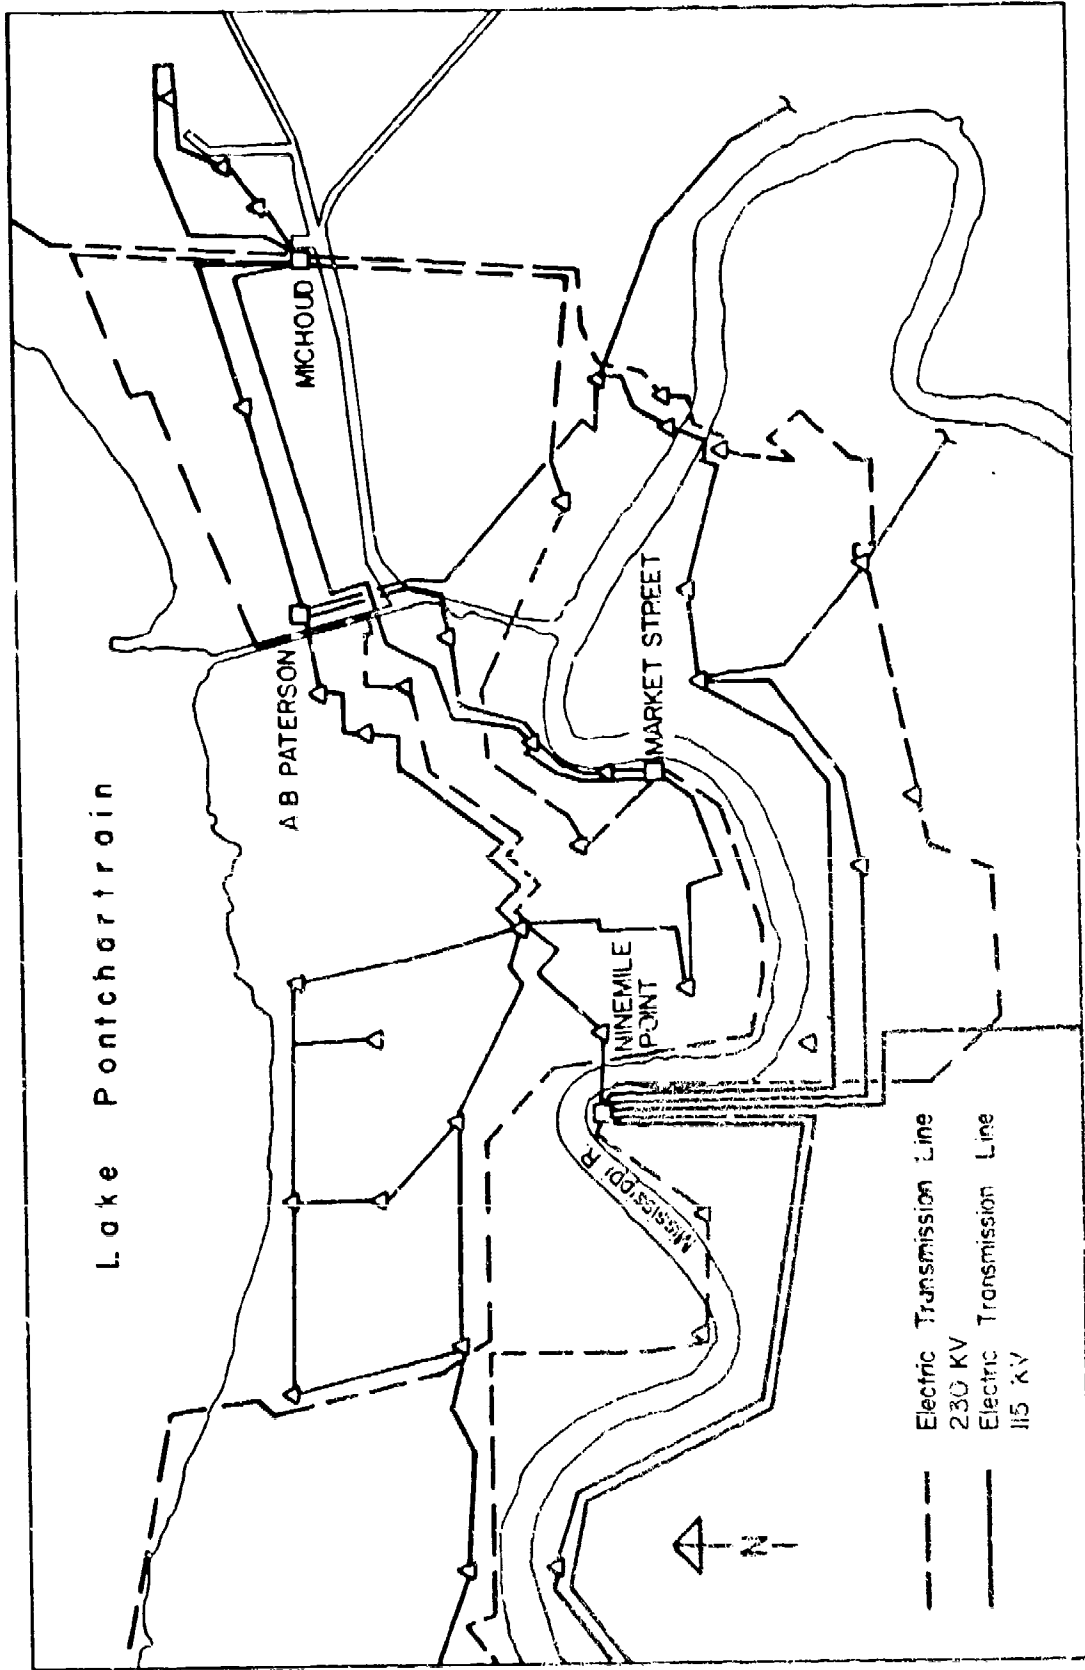 Lake Pontchartrain
MICHOUD
A B PATERSON
MARKET STREET
NINEMILE
POINT
Mississippi R.
N
Electric Transmission Line
230 KV
Electric Transmission Line
115 KV